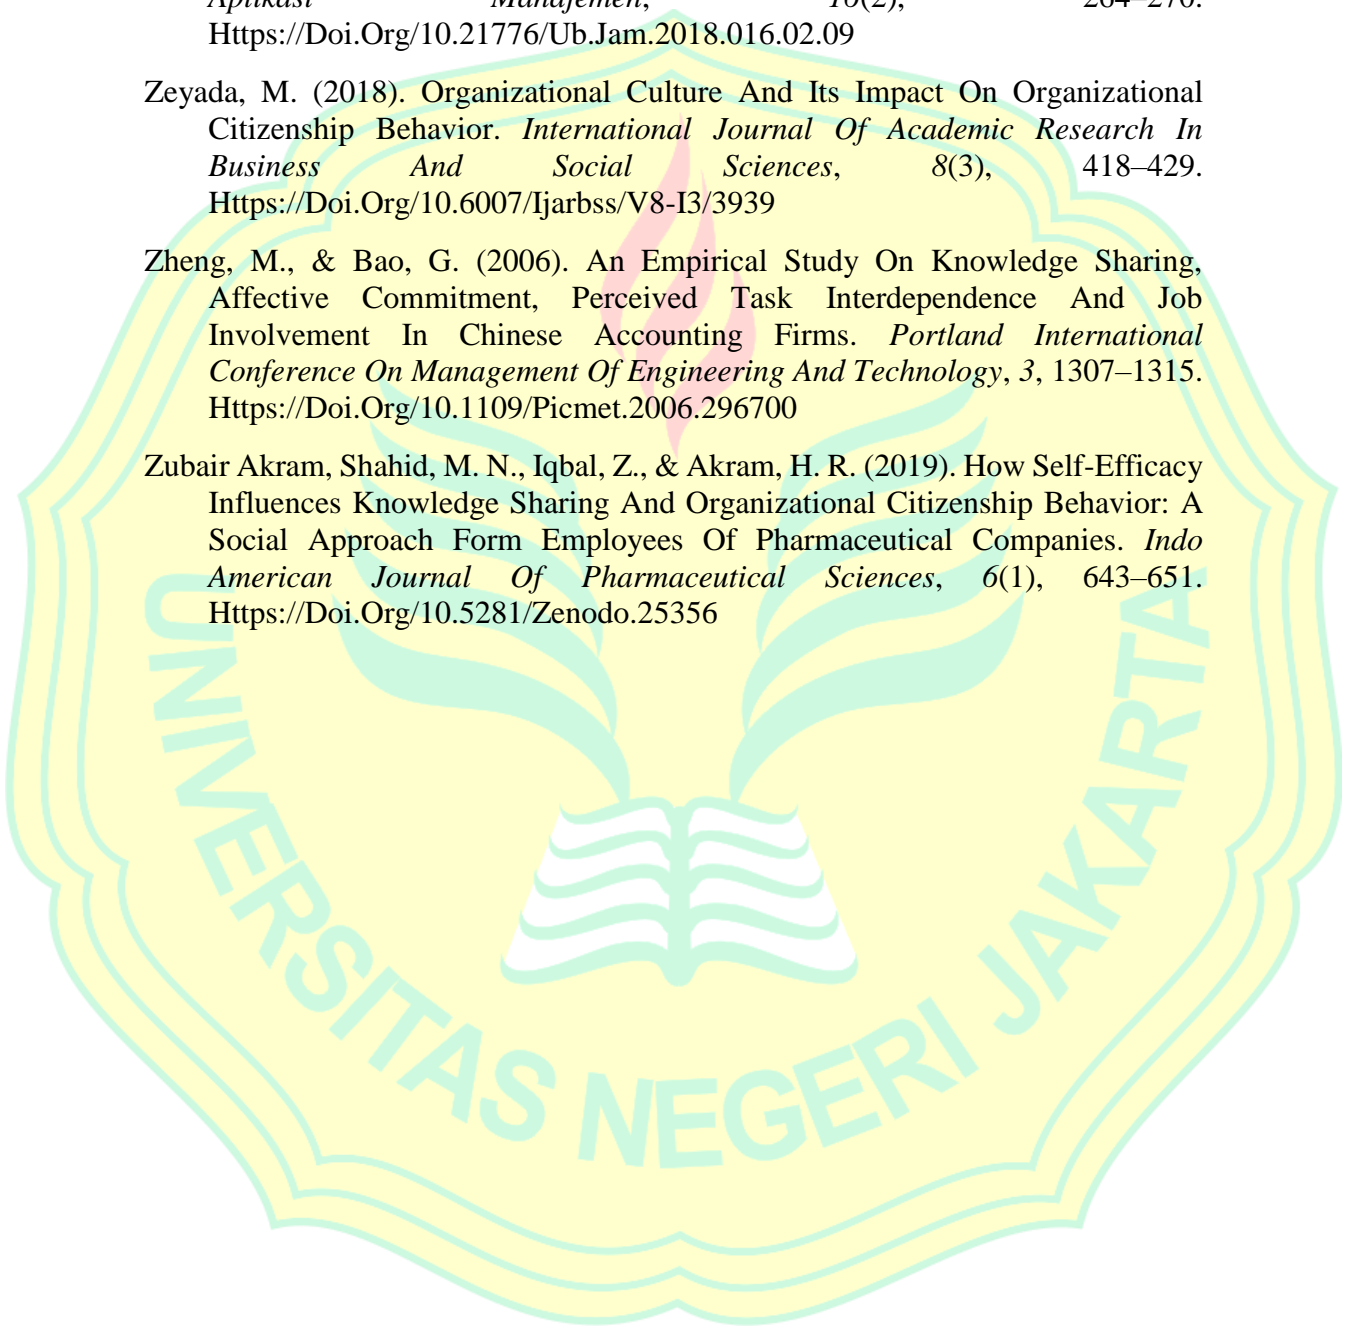 Aplikasi Manajemen, 16(2), 264–270.
Https://Doi.Org/10.21776/Ub.Jam.2018.016.02.09
Zeyada, M. (2018). Organizational Culture And Its Impact On Organizational
Citizenship Behavior. International Journal Of Academic Research In
Business And Social Sciences, 8(3), 418–429.
Https://Doi.Org/10.6007/Ijarbss/V8-I3/3939
Zheng, M., & Bao, G. (2006). An Empirical Study On Knowledge Sharing,
Affective Commitment, Perceived Task Interdependence And Job
Involvement In Chinese Accounting Firms. Portland International
Conference On Management Of Engineering And Technology, 3, 1307–1315.
Https://Doi.Org/10.1109/Picmet.2006.296700
Zubair Akram, Shahid, M. N., Iqbal, Z., & Akram, H. R. (2019). How Self-Efficacy
Influences Knowledge Sharing And Organizational Citizenship Behavior: A
Social Approach Form Employees Of Pharmaceutical Companies. Indo
American Journal Of Pharmaceutical Sciences, 6(1), 643–651.
Https://Doi.Org/10.5281/Zenodo.25356
UNIVERSITAS NEGERI JAKARTA